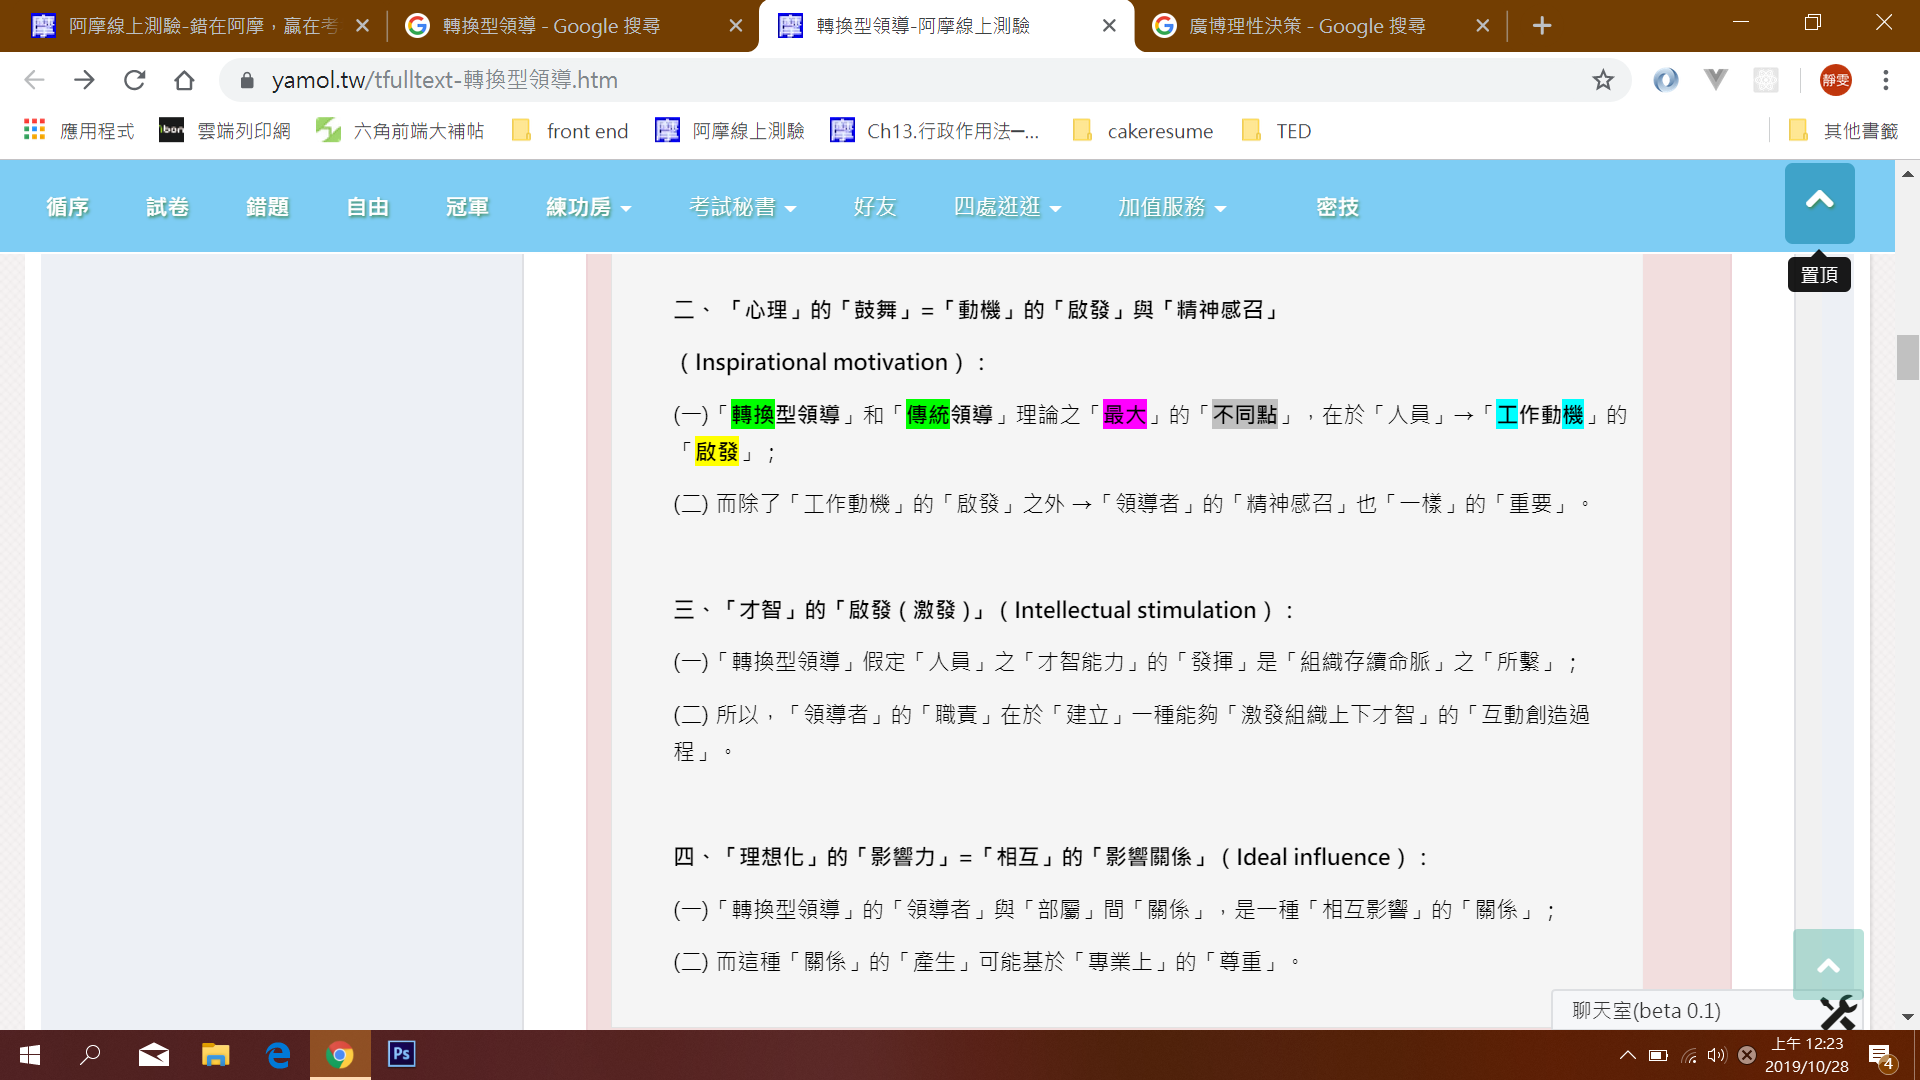 阿摩線上測驗-錯在阿摩，贏在考
轉換型領導 - Google 搜尋
轉換型領導-阿摩線上測驗
廣博理性決策 - Google 搜尋
yamol.tw/tfulltext-轉換型領導.htm
靜雯
應用程式
ibon
雲端列印網
六角前端大補帖
front end
阿摩線上測驗
Ch13.行政作用法─...
cakeresume
TED
其他書籤
循序 試卷 錯題 自由 冠軍 練功房 考試秘書 好友 四處逛逛 加值服務 密技
置頂
二、「心理」的「鼓舞」=「動機」的「啟發」與「精神感召」
（Inspirational motivation）：
(一)「轉換型領導」和「傳統領導」理論之「最大」的「不同點」，在於「人員」→「工作動機」的
「啟發」；
(二) 而除了「工作動機」的「啟發」之外 →「領導者」的「精神感召」也「一樣」的「重要」。
三、「才智」的「啟發（激發）」（Intellectual stimulation）：
(一)「轉換型領導」假定「人員」之「才智能力」的「發揮」是「組織存續命脈」之「所繫」；
(二) 所以，「領導者」的「職責」在於「建立」一種能夠「激發組織上下才智」的「互動創造過
程」。
四、「理想化」的「影響力」=「相互」的「影響關係」（Ideal influence）：
(一)「轉換型領導」的「領導者」與「部屬」間「關係」，是一種「相互影響」的「關係」；
(二) 而這種「關係」的「產生」可能基於「專業上」的「尊重」。
聊天室(beta 0.1)
Ps
上午 12:23
2019/10/28
4